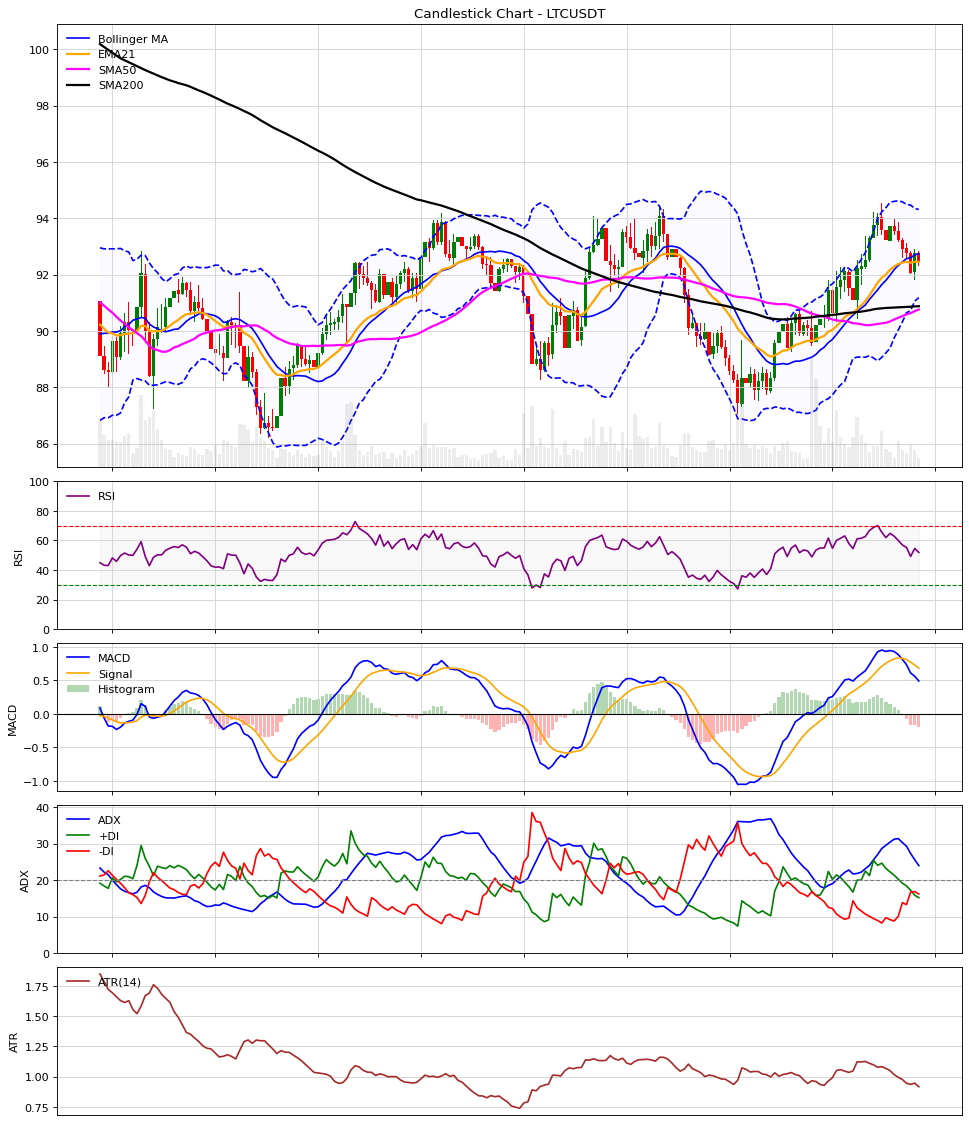 Candlestick Chart - LTCUSDT
Bollinger MA
EMA21
SMA50
SMA200
100
98
96
94
92
90
88
86
RSI
100
80
60
40
20
0
RSI
MACD
Signal
Histogram
1.0
0.5
0.0
−0.5
−1.0
MACD
ADX
+DI
-DI
40
30
20
10
0
ADX
ATR(14)
1.75
1.50
1.25
1.00
0.75
ATR